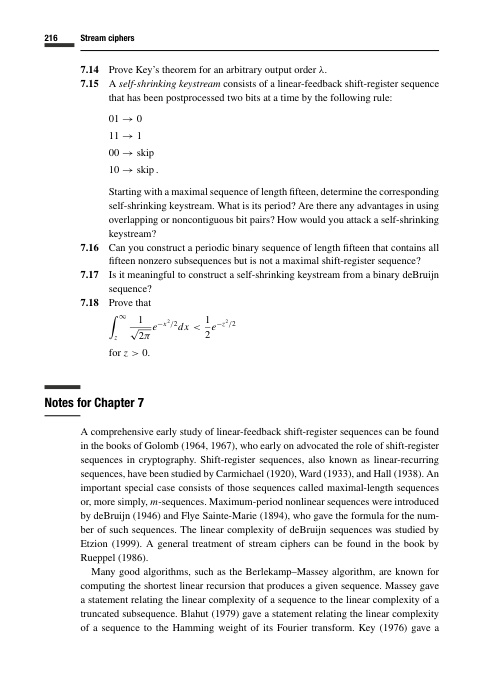 216 Stream ciphers
7.14 Prove Key's theorem for an arbitrary output order λ.
7.15 A self-shrinking keystream consists of a linear-feedback shift-register sequence
that has been postprocessed two bits at a time by the following rule:
01 → 0
11 → 1
00 → skip
10 → skip .
Starting with a maximal sequence of length fifteen, determine the corresponding
self-shrinking keystream. What is its period? Are there any advantages in using
overlapping or noncontiguous bit pairs? How would you attack a self-shrinking
keystream?
7.16 Can you construct a periodic binary sequence of length fifteen that contains all
fifteen nonzero subsequences but is not a maximal shift-register sequence?
7.17 Is it meaningful to construct a self-shrinking keystream from a binary deBruijn
sequence?
7.18 Prove that
∫_z^∞ 1/√2π e^{−x²/2} dx < 1/2 e^{−z²/2}
for z > 0.
Notes for Chapter 7
A comprehensive early study of linear-feedback shift-register sequences can be found
in the books of Golomb (1964, 1967), who early on advocated the role of shift-register
sequences in cryptography. Shift-register sequences, also known as linear-recurring
sequences, have been studied by Carmichael (1920), Ward (1933), and Hall (1938). An
important special case consists of those sequences called maximal-length sequences
or, more simply, m-sequences. Maximum-period nonlinear sequences were introduced
by deBruijn (1946) and Flye Sainte-Marie (1894), who gave the formula for the num-
ber of such sequences. The linear complexity of deBruijn sequences was studied by
Etzion (1999). A general treatment of stream ciphers can be found in the book by
Rueppel (1986).
Many good algorithms, such as the Berlekamp–Massey algorithm, are known for
computing the shortest linear recursion that produces a given sequence. Massey gave
a statement relating the linear complexity of a sequence to the linear complexity of a
truncated subsequence. Blahut (1979) gave a statement relating the linear complexity
of a sequence to the Hamming weight of its Fourier transform. Key (1976) gave a